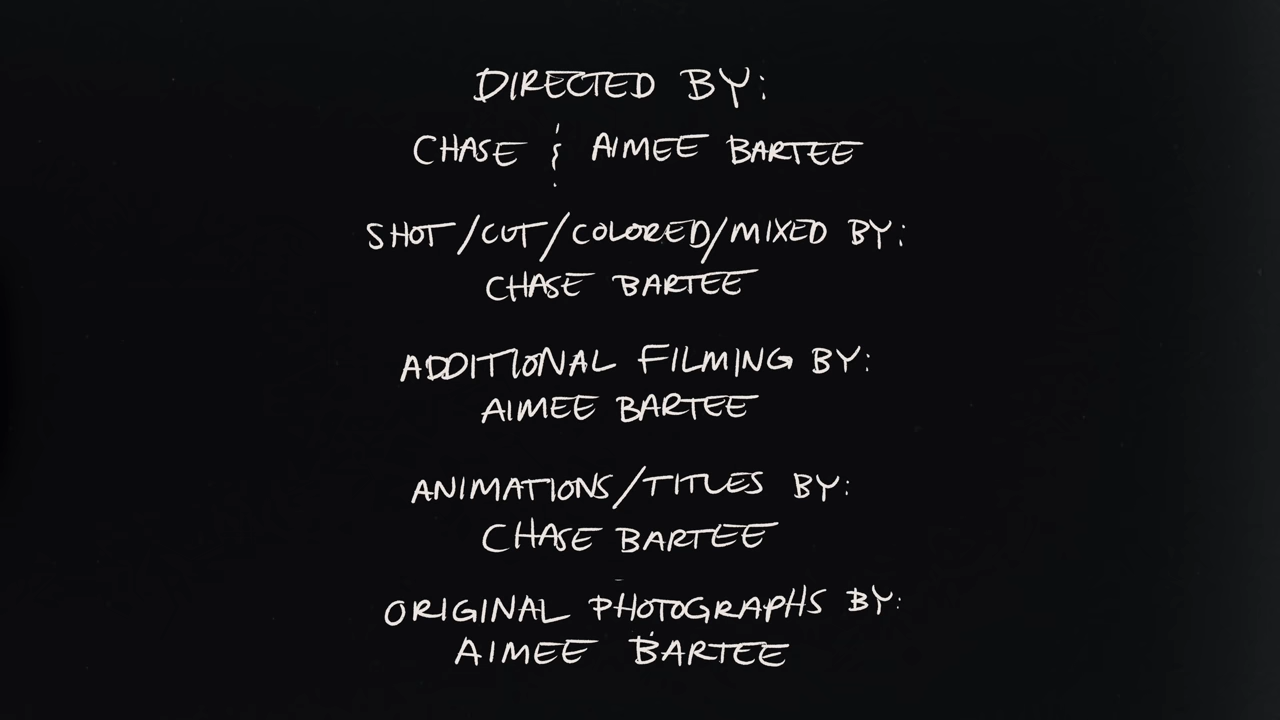 DIRECTED BY:
CHASE & AIMEE BARTEE
SHOT/CUT/COLORED/MIXED BY:
CHASE BARTEE
ADDITIONAL FILMING BY:
AIMEE BARTEE
ANIMATIONS/TITLES BY:
CHASE BARTEE
ORIGINAL PHOTOGRAPHS BY:
AIMEE BARTEE